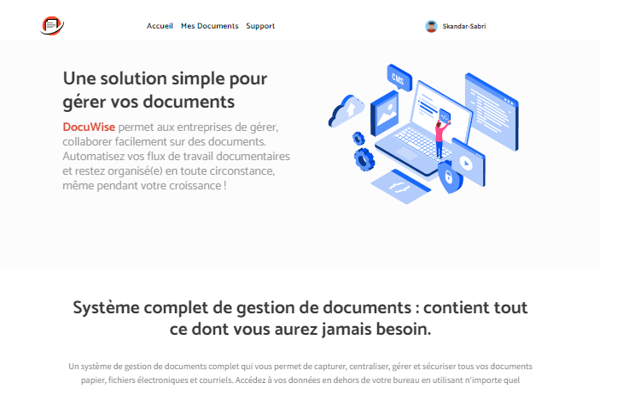 Accueil Mes Documents Support Skandar-Sabri
Une solution simple pour
gérer vos documents
CMS
DocuWise permet aux entreprises de gérer,
collaborer facilement sur des documents.
Automatisez vos flux de travail documentaires
et restez organisé(e) en toute circonstance,
même pendant votre croissance !
Système complet de gestion de documents : contient tout
ce dont vous aurez jamais besoin.
Un système de gestion de documents complet qui vous permet de capturer, centraliser, gérer et sécuriser tous vos documents
papier, fichiers électroniques et courriels. Accédez à vos données en dehors de votre bureau en utilisant n'importe quel